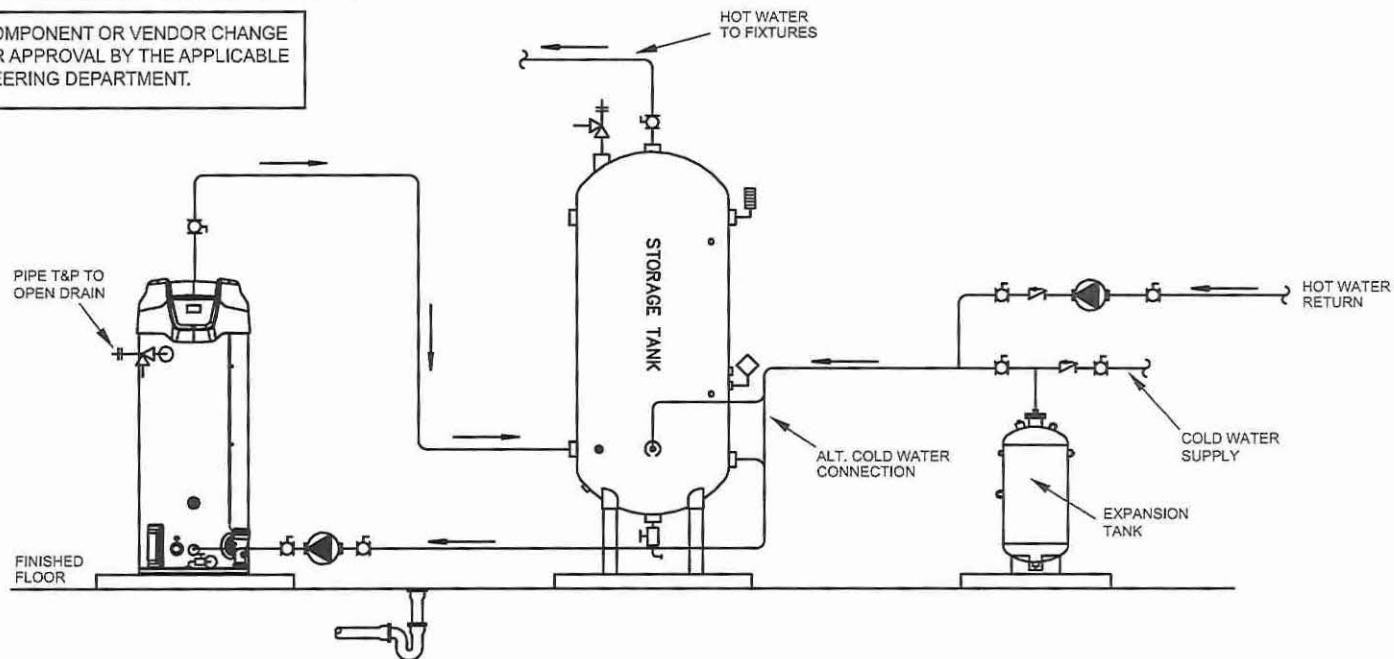 OMPONENT OR VENDOR CHANGE
R APPROVAL BY THE APPLICABLE
EERING DEPARTMENT.
HOT WATER
TO FIXTURES
PIPE T&P TO
OPEN DRAIN
STORAGE TANK
HOT WATER
RETURN
COLD WATER
SUPPLY
ALT. COLD WATER
CONNECTION
EXPANSION
TANK
FINISHED
FLOOR